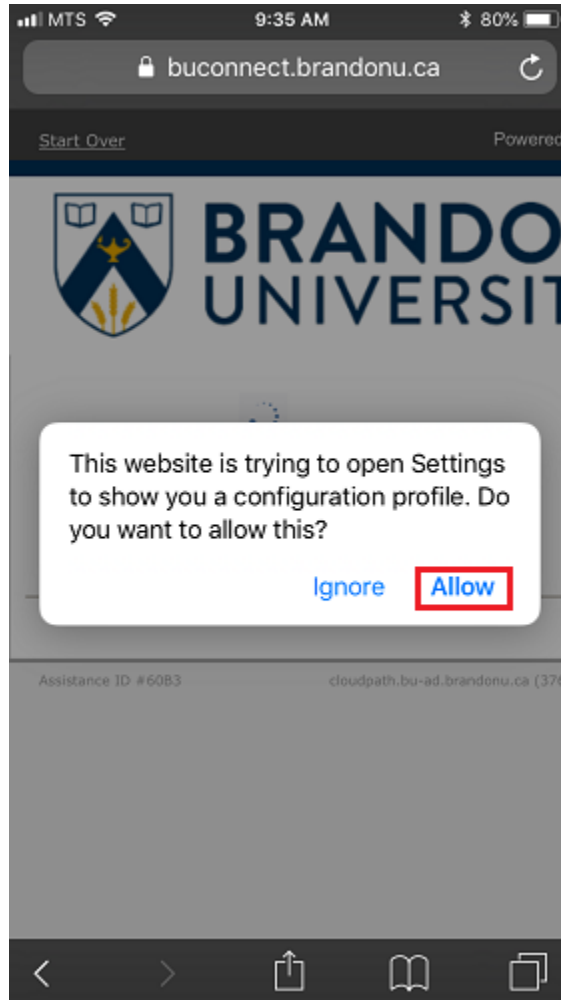 MTS 9:35 AM 80%
buconnect.brandonu.ca
Start Over Powered
BRANDO
UNIVERSIT
This website is trying to open Settings
to show you a configuration profile. Do
you want to allow this?
Ignore Allow
Assistance ID #60B3 cloudpath.bu-ad.brandonu.ca (376